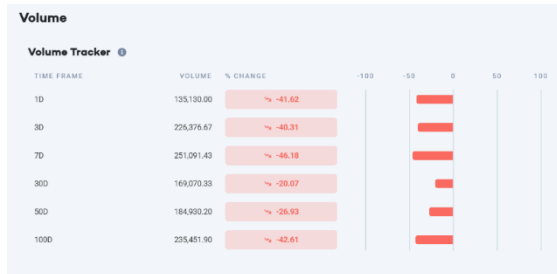 Volume
Volume Tracker
TIME FRAME VOLUME % CHANGE -100 -50 0 50 100
1D 135,130.00 -41.62
3D 226,376.67 -40.31
7D 251,091.43 -46.18
30D 169,070.33 -20.07
50D 184,930.20 -26.93
100D 235,451.90 -42.61